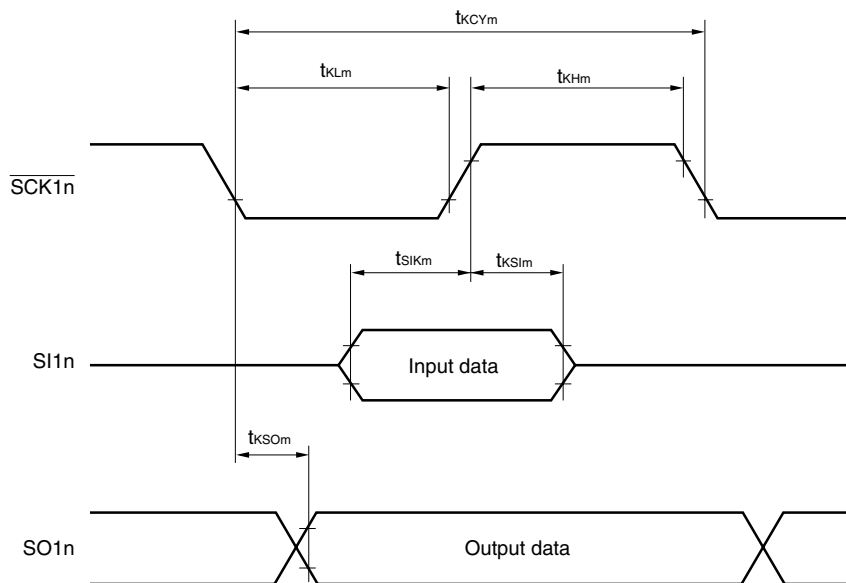 tKCYm
tKLm
tKHm
SCK1n
tSIKm
tKSIm
SI1n
Input data
tKSOm
SO1n
Output data